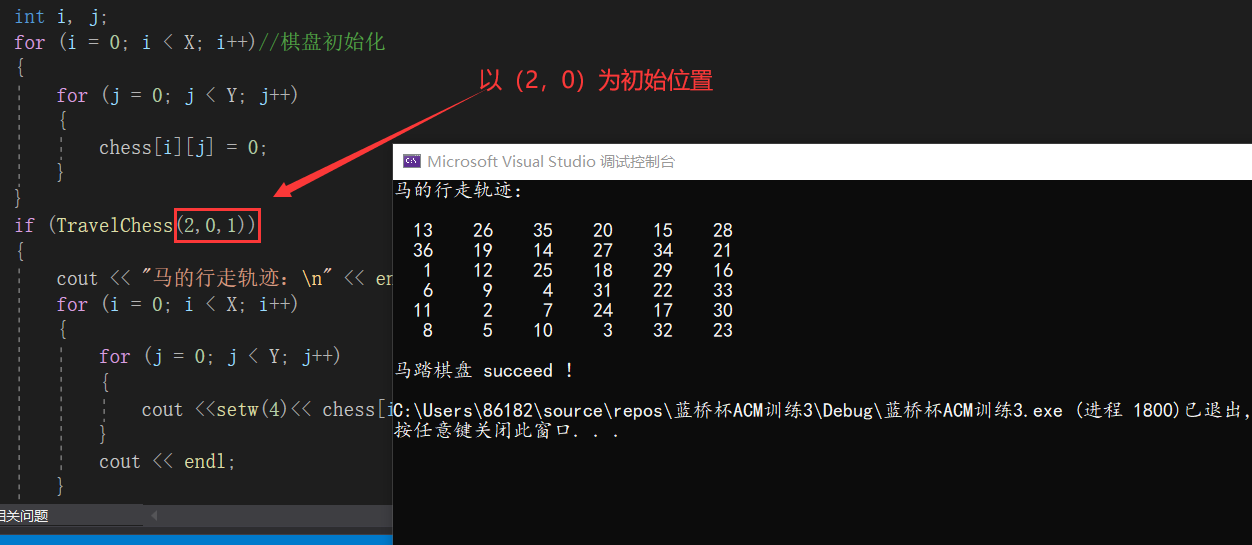 int i, j;
for (i = 0; i < X; i++)//棋盘初始化
{
for (j = 0; j < Y; j++)
{
chess[i][j] = 0;
}
}
if (TravelChess(2,0,1))
{
cout << "马的行走轨迹：\n" << en
for (i = 0; i < X; i++)
{
for (j = 0; j < Y; j++)
{
cout <<setw(4)<< chess[i
}
cout << endl;
}
相关问题
以（2，0）为初始位置
Microsoft Visual Studio 调试控制台
马的行走轨迹：
13 26 35 20 15 28
36 19 14 27 34 21
1 12 25 18 29 16
6 9 4 31 22 33
11 2 7 24 17 30
8 5 10 3 32 23
马踏棋盘 succeed !
C:\Users\86182\source\repos\蓝桥杯ACM训练3\Debug\蓝桥杯ACM训练3.exe (进程 1800)已退出,
按任意键关闭此窗口. . .